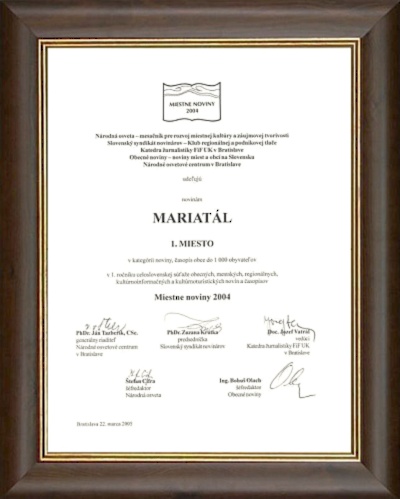 MIESTNE NOVINY
2004
Národná osveta – mesačník pre rozvoj miestnej kultúry a záujmovej tvorivosti
Slovenský syndikát novinárov – Klub regionálnej a podnikovej tlače
Katedra žurnalistiky FiF UK v Bratislave
Obecné noviny – noviny miest a obcí na Slovensku
Národné osvetové centrum v Bratislave
udeľujú
novinám
MARIATÁL
1. MIESTO
v kategórii noviny, časopis obce do 1 000 obyvateľov
v 1. ročníku celoslovenskej súťaže obecných, mestských, regionálnych,
kultúrnoinformačných a kultúrnoturistických novín a časopisov
Miestne noviny 2004
PhDr. Ján Tazberík, CSc.
generálny riaditeľ
Národné osvetové centrum
v Bratislave
PhDr. Zuzana Krútka
predsedníčka
Slovenský syndikát novinárov
Doc. Jozef Vatrál
vedúci
Katedra žurnalistiky FiF UK
v Bratislave
Štefan Cifra
šéfredaktor
Národná osveta
Ing. Bohuš Olach
šéfredaktor
Obecné noviny
Bratislava 22. marca 2005